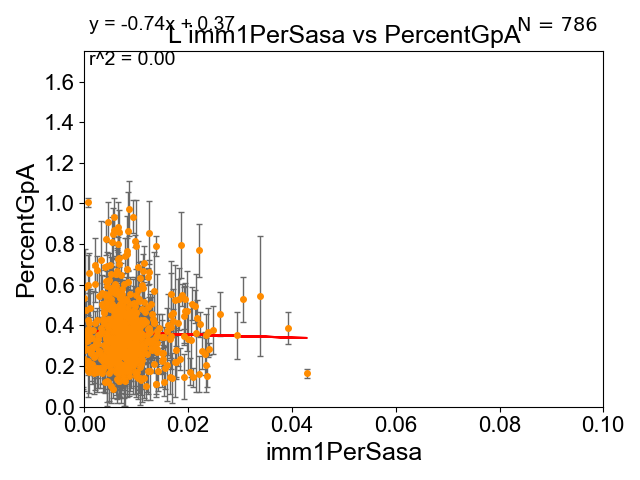 y = -0.74x + 0.37
N = 786
L imm1PerSasa vs PercentGpA
r^2 = 0.00
1.6
1.4
1.2
1.0
0.8
0.6
0.4
0.2
0.0
PercentGpA
0.00 0.02 0.04 0.06 0.08 0.10
imm1PerSasa